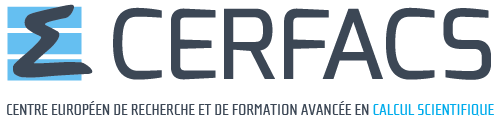 CERFACS
CENTRE EUROPÉEN DE RECHERCHE ET DE FORMATION AVANCÉE EN CALCUL SCIENTIFIQUE